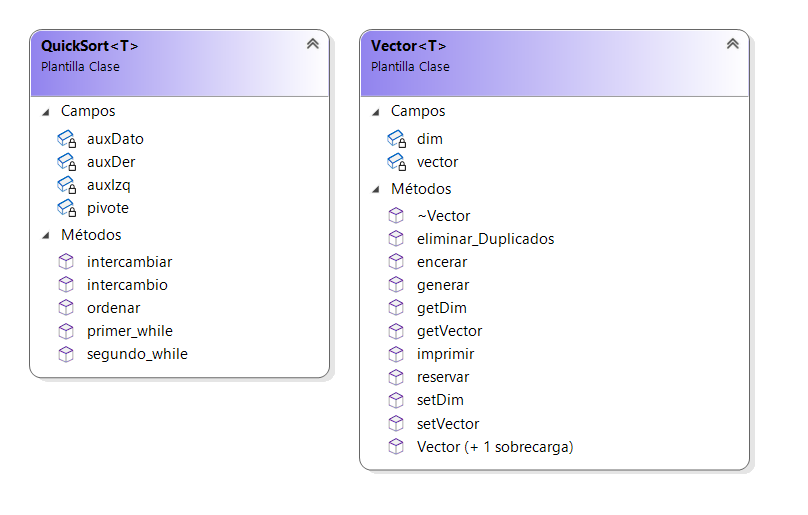 QuickSort<T>
Plantilla Clase
Campos
auxDato
auxDer
auxIzq
pivote
Métodos
intercambiar
intercambio
ordenar
primer_while
segundo_while
Vector<T>
Plantilla Clase
Campos
dim
vector
Métodos
~Vector
eliminar_Duplicados
encerar
generar
getDim
getVector
imprimir
reservar
setDim
setVector
Vector (+ 1 sobrecarga)